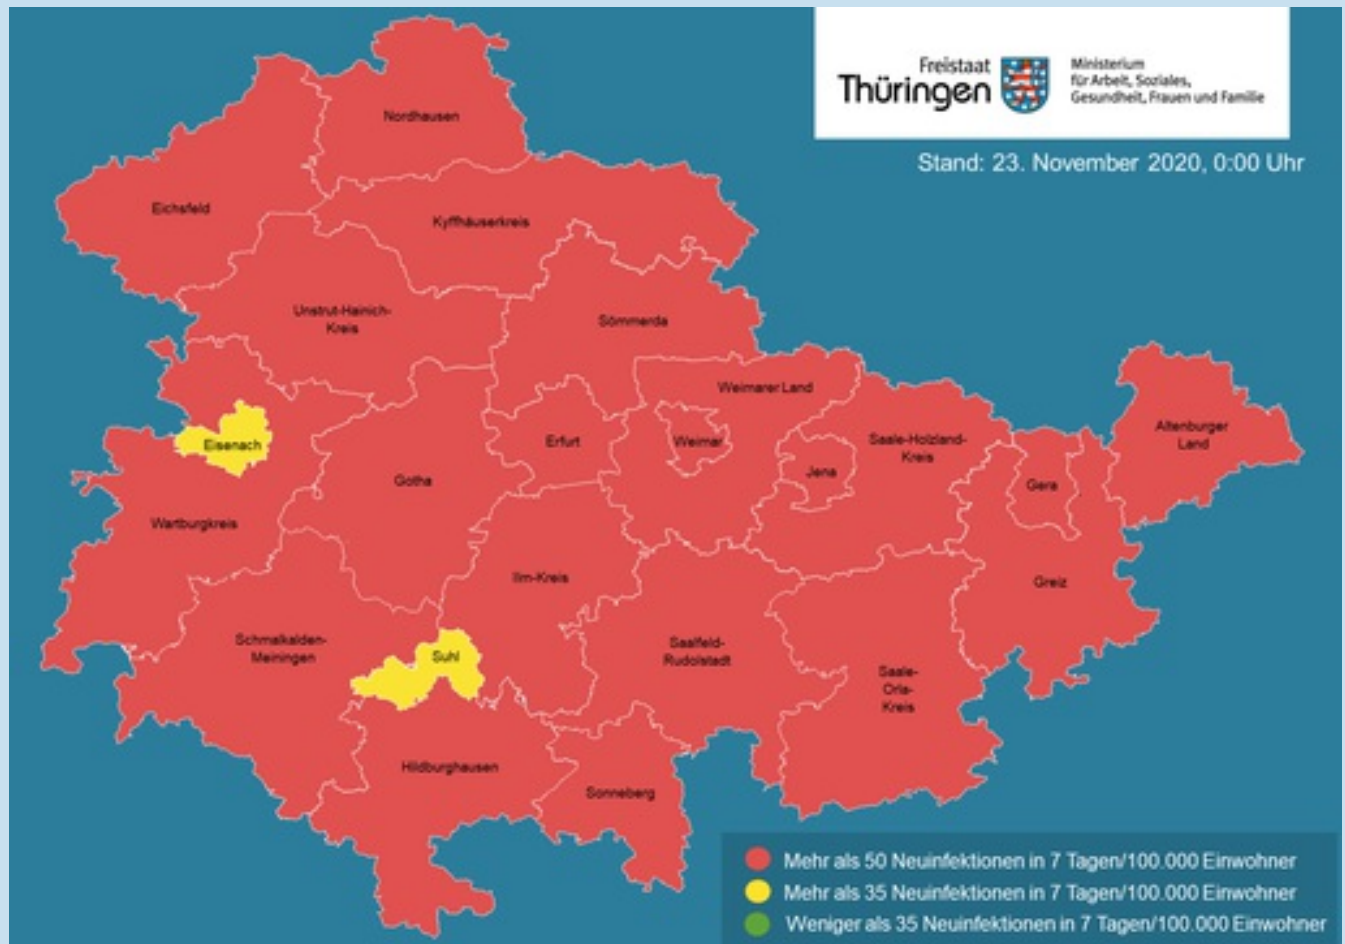 Freistaat
Thüringen
Ministerium
für Arbeit, Soziales,
Gesundheit, Frauen und Familie
Stand: 23. November 2020, 0:00 Uhr
Nordhausen
Eichsfeld
Kyffhäuserkreis
Unstrut-Hainich-
Kreis
Sömmerda
Weimarer Land
Altenburger
Land
Eisenach
Erfurt
Weimar
Saale-Holzland-
Kreis
Jena
Gotha
Gera
Wartburgkreis
Ilm-Kreis
Greiz
Schmalkalden-
Meiningen
Suhl
Saalfeld-
Rudolstadt
Saale-
Orla-
Kreis
Hildburghausen
Sonneberg
Mehr als 50 Neuinfektionen in 7 Tagen/100.000 Einwohner
Mehr als 35 Neuinfektionen in 7 Tagen/100.000 Einwohner
Weniger als 35 Neuinfektionen in 7 Tagen/100.000 Einwohner